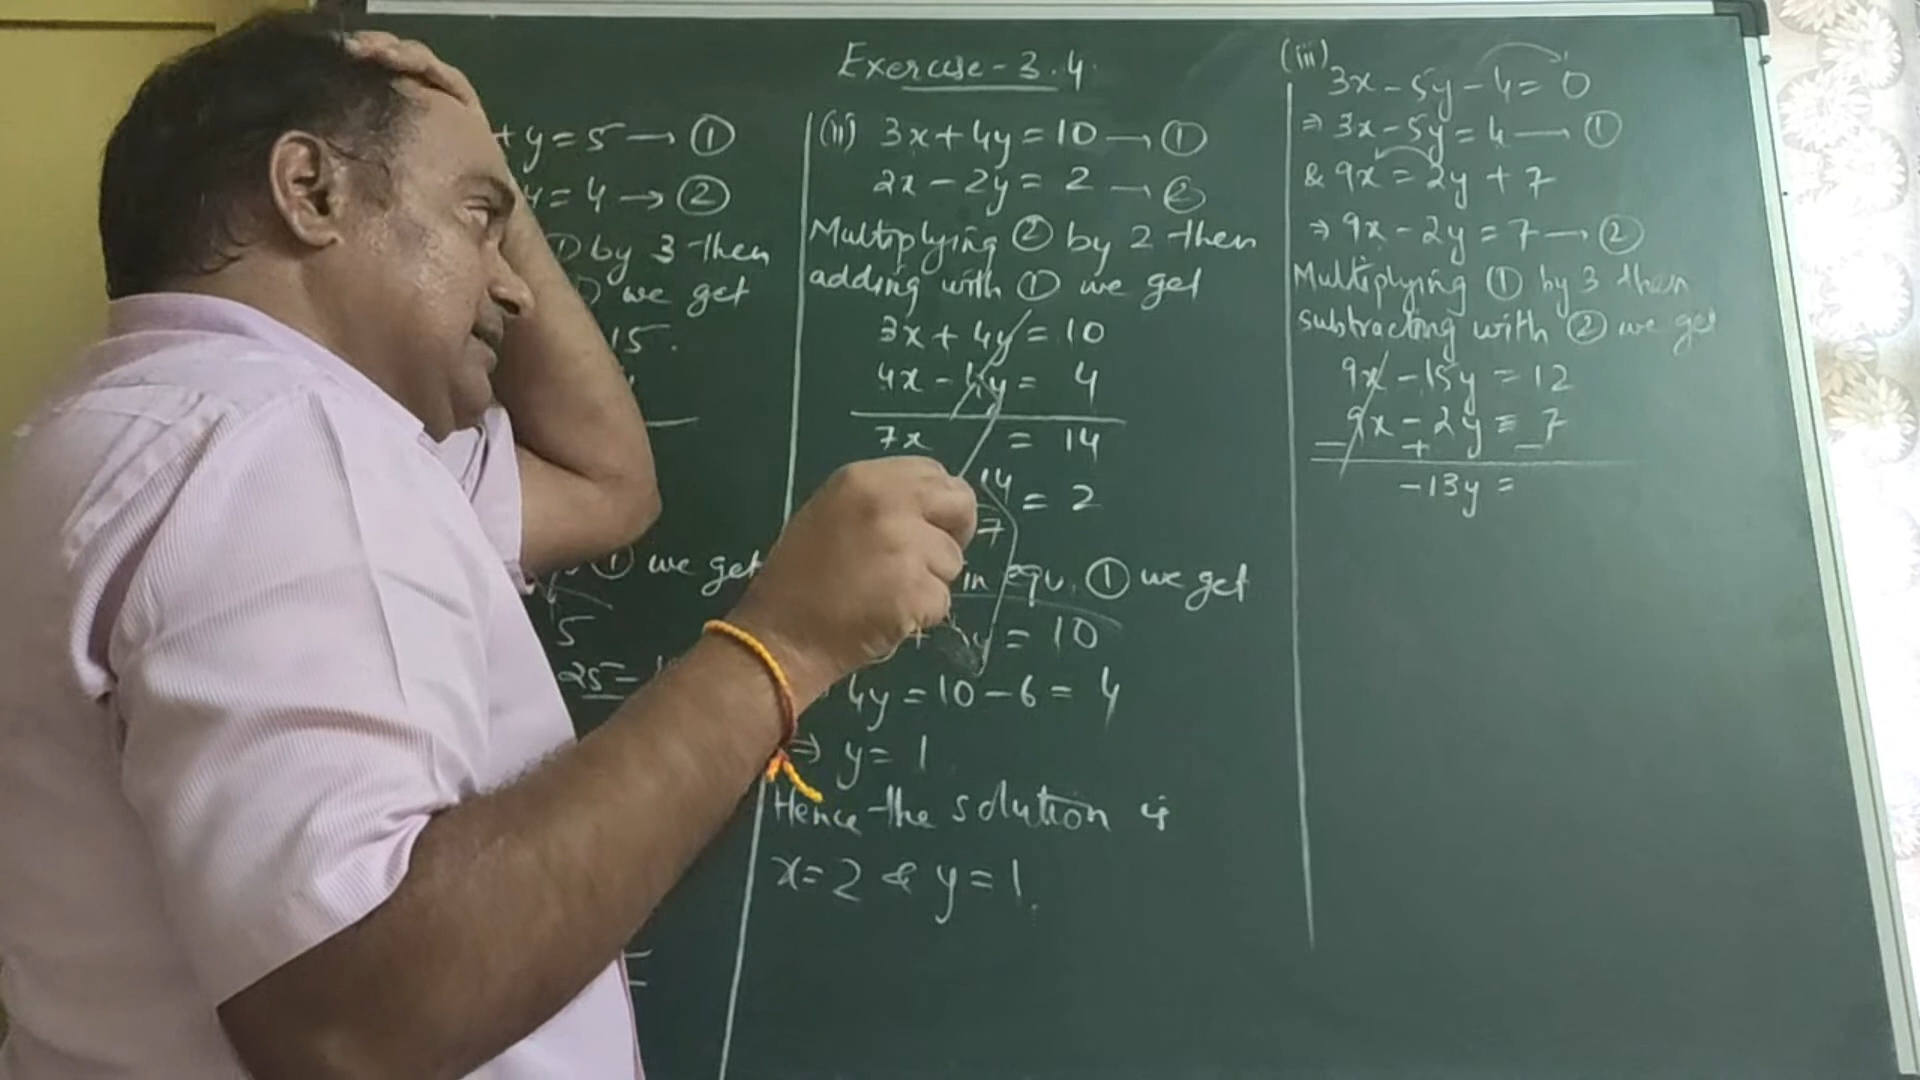 Exercise - 3.4
+ y = 5 → ①
y = 4 → ②
① by 3 then
we get
15.
① we get
5
25 =
(ii) 3x + 4y = 10 → ①
2x - 2y = 2 → ②
Multiplying ② by 2 then
adding with ① we get
3x + 4y = 10
4x - 4y = 4
7x = 14
14/7 = 2
in equ. ① we get
+ 4y = 10
4y = 10 - 6 = 4
⇒ y = 1
Hence the solution is
x = 2 & y = 1.
(iii) 3x - 5y - 4 = 0
⇒ 3x - 5y = 4 → ①
& 9x = 2y + 7
⇒ 9x - 2y = 7 → ②
Multiplying ① by 3 then
subtracting with ② we get
9x - 15y = 12
9x - 2y = 7
- + -
-13y =